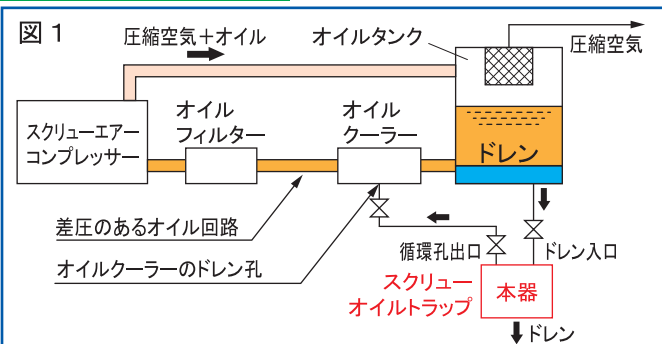 図1
圧縮空気+オイル
オイルタンク
圧縮空気
スクリューエアー
コンプレッサー
オイル
フィルター
オイル
クーラー
ドレン
差圧のあるオイル回路
オイルクーラーのドレン孔
循環孔出口
ドレン入口
スクリュー
オイルトラップ
本器
ドレン